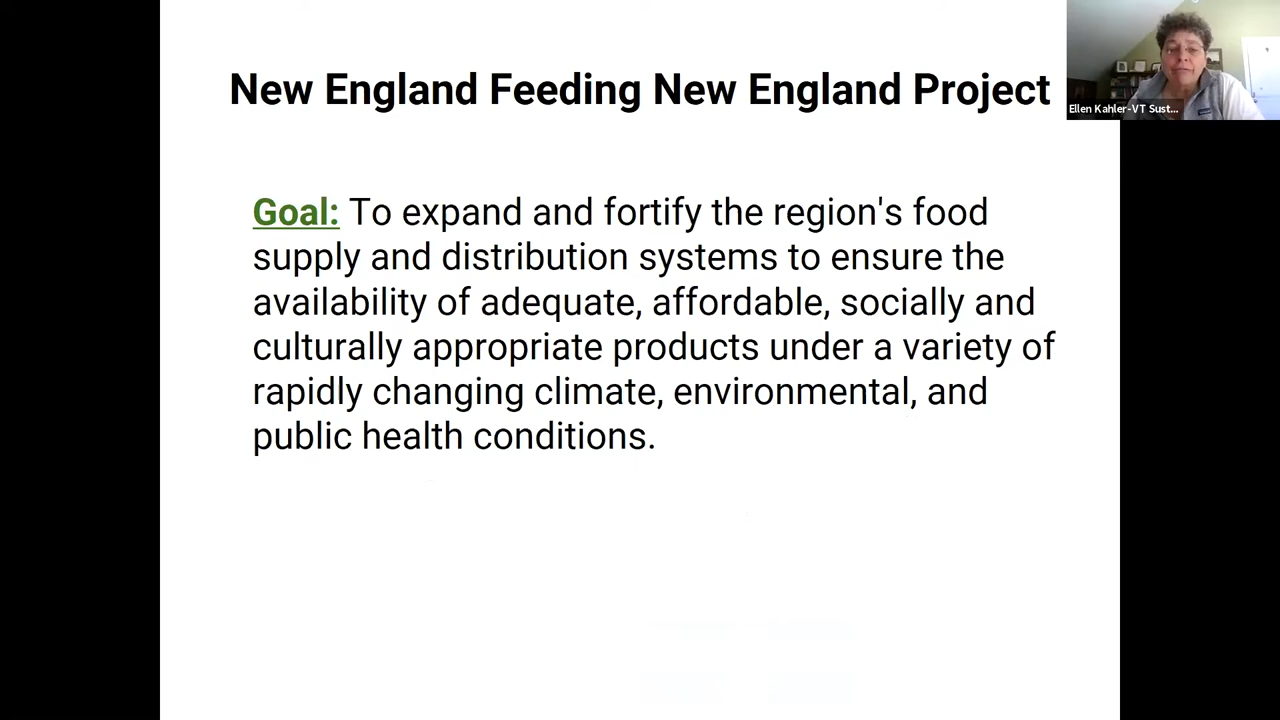 New England Feeding New England Project
Ellen Kahler-VT Sust...
Goal: To expand and fortify the region's food
supply and distribution systems to ensure the
availability of adequate, affordable, socially and
culturally appropriate products under a variety of
rapidly changing climate, environmental, and
public health conditions.